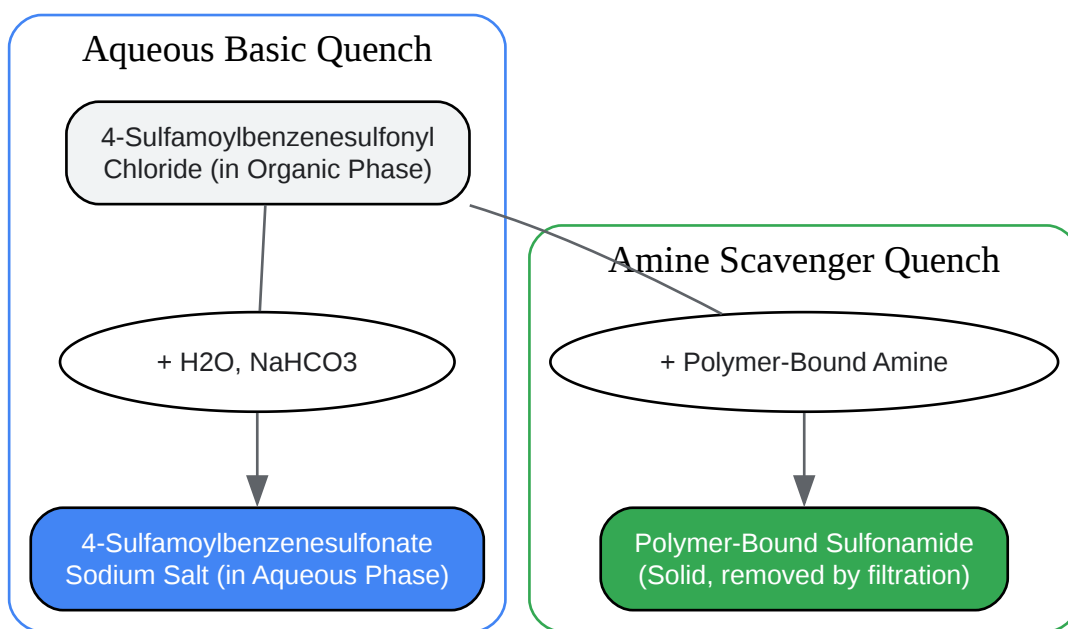 Aqueous Basic Quench
4-Sulfamoylbenzenesulfonyl
Chloride (in Organic Phase)
+ H2O, NaHCO3
4-Sulfamoylbenzenesulfonate
Sodium Salt (in Aqueous Phase)
Amine Scavenger Quench
+ Polymer-Bound Amine
Polymer-Bound Sulfonamide
(Solid, removed by filtration)